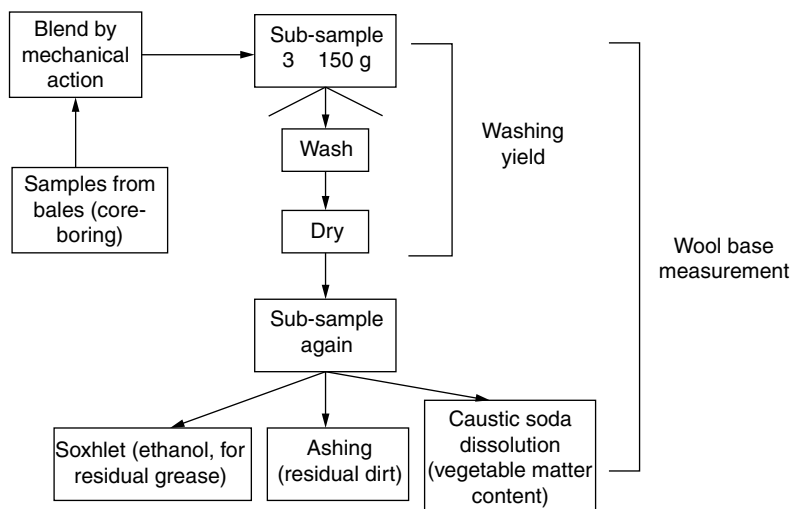 Blend by
mechanical
action
Sub-sample
3 150 g
Samples from
bales (core-
boring)
Wash
Dry
Washing
yield
Wool base
measurement
Sub-sample
again
Soxhlet (ethanol, for
residual grease)
Ashing
(residual dirt)
Caustic soda
dissolution
(vegetable matter
content)